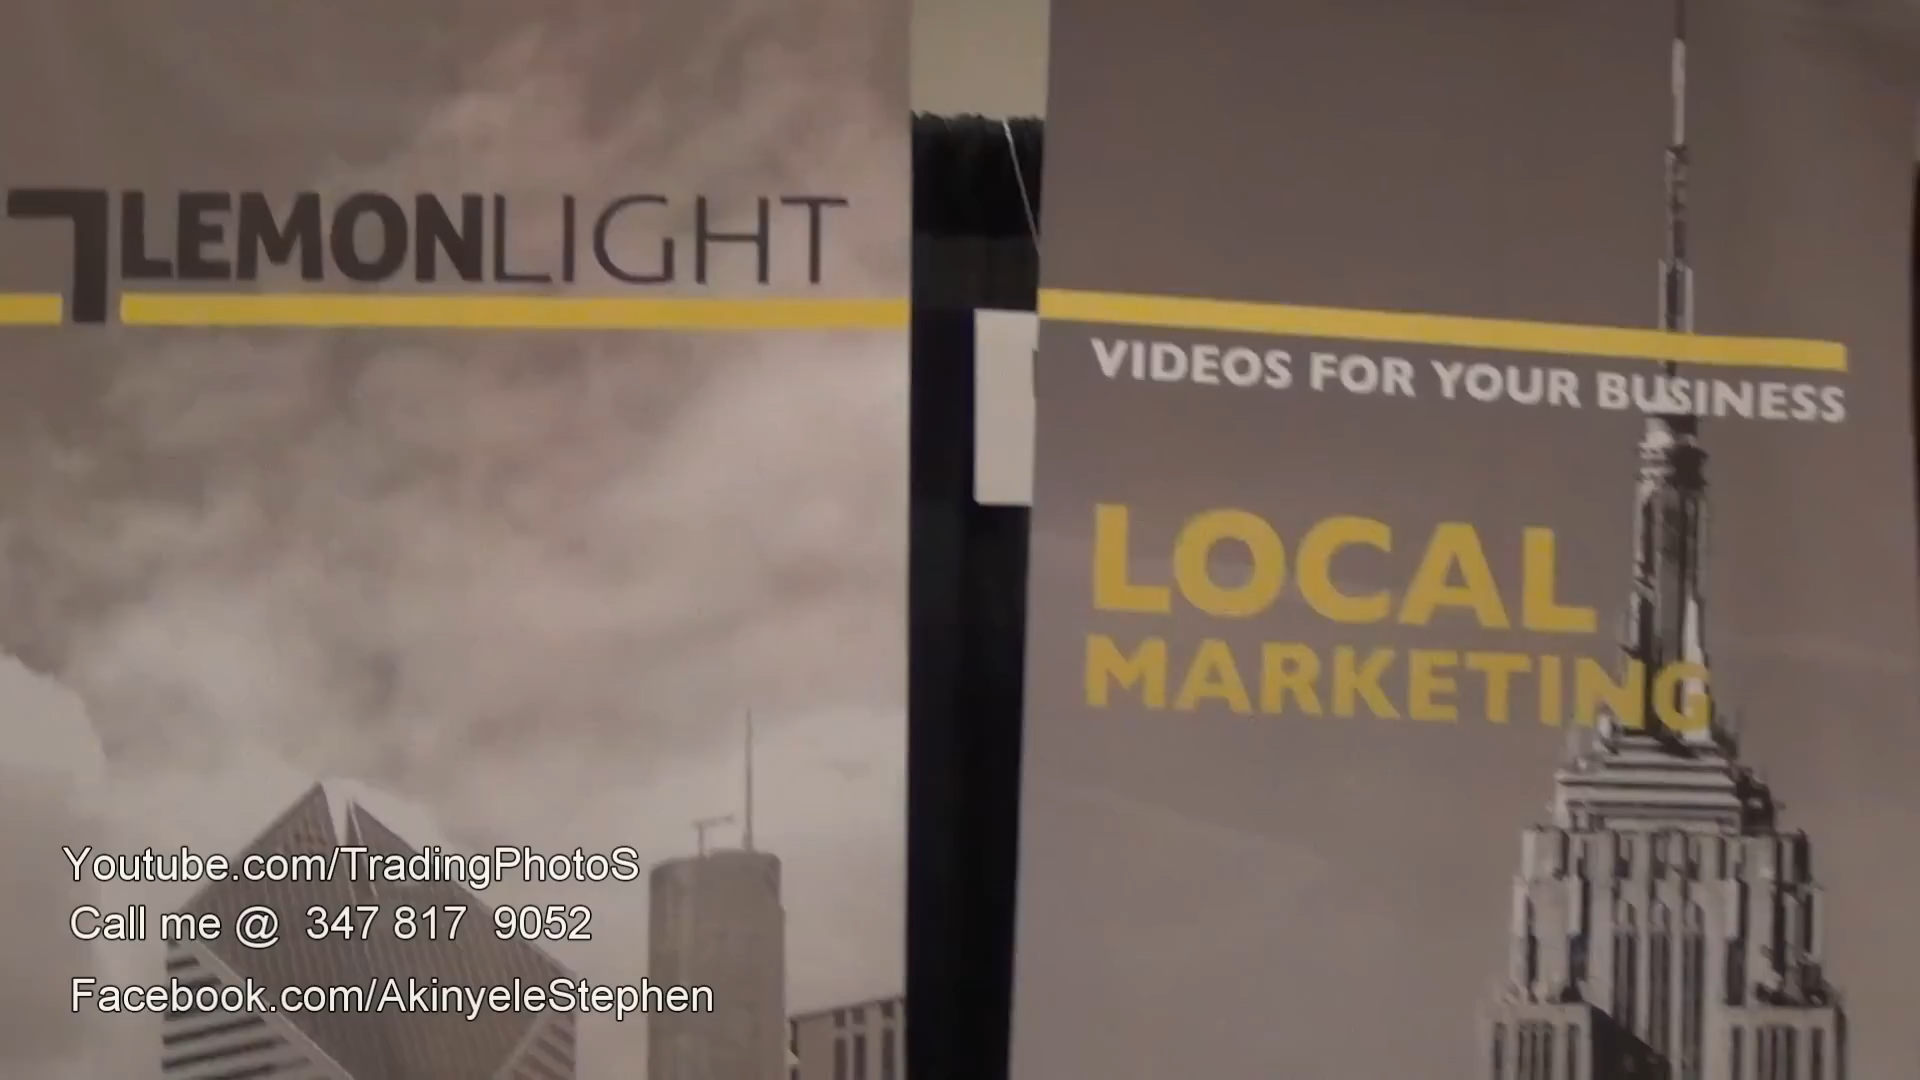 LEMONLIGHT
VIDEOS FOR YOUR BUSINESS
LOCAL
MARKETING
Youtube.com/TradingPhotoS
Call me @ 347 817 9052
Facebook.com/AkinyeleStephen